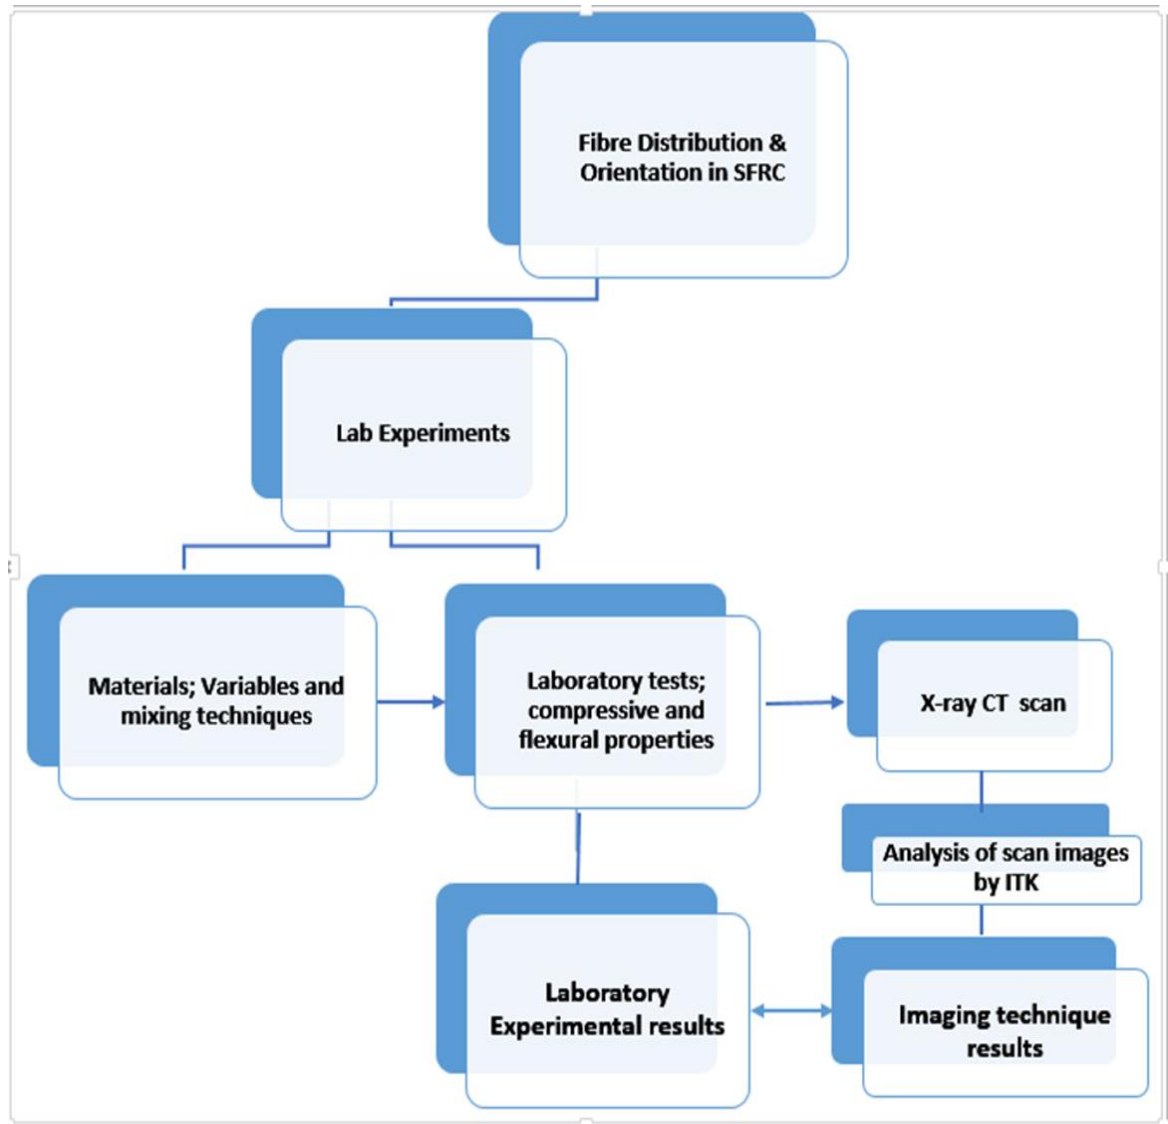 Fibre Distribution &
Orientation in SFRC
Lab Experiments
Materials; Variables and
mixing techniques
Laboratory tests;
compressive and
flexural properties
X-ray CT scan
Analysis of scan images
by ITK
Laboratory
Experimental results
Imaging technique
results